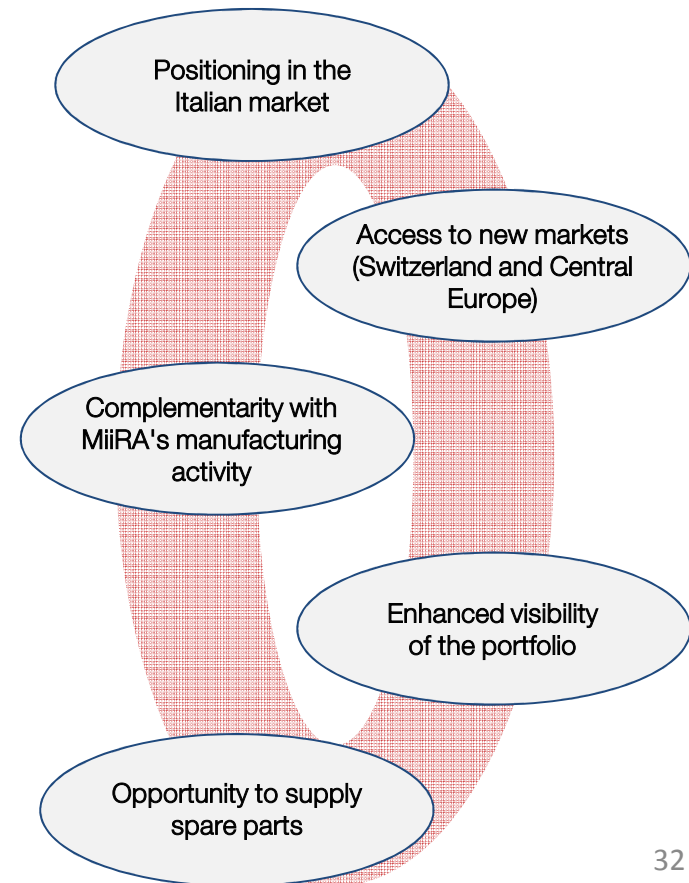 Positioning in the
Italian market
Access to new markets
(Switzerland and Central
Europe)
Complementarity with
MiiRA's manufacturing
activity
Enhanced visibility
of the portfolio
Opportunity to supply
spare parts
32